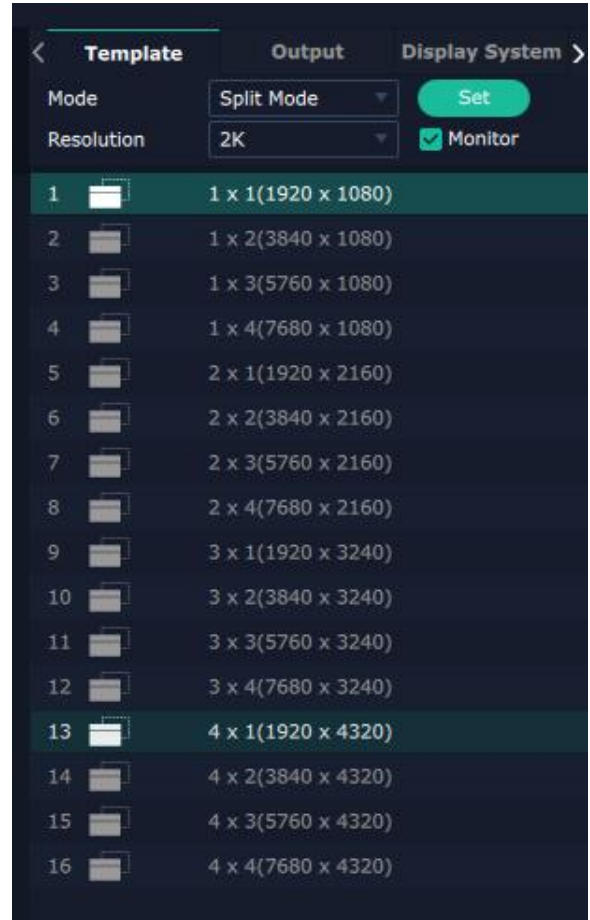 Template Output Display System
Mode Split Mode Set
Resolution 2K Monitor
1 1 x 1(1920 x 1080)
2 1 x 2(3840 x 1080)
3 1 x 3(5760 x 1080)
4 1 x 4(7680 x 1080)
5 2 x 1(1920 x 2160)
6 2 x 2(3840 x 2160)
7 2 x 3(5760 x 2160)
8 2 x 4(7680 x 2160)
9 3 x 1(1920 x 3240)
10 3 x 2(3840 x 3240)
11 3 x 3(5760 x 3240)
12 3 x 4(7680 x 3240)
13 4 x 1(1920 x 4320)
14 4 x 2(3840 x 4320)
15 4 x 3(5760 x 4320)
16 4 x 4(7680 x 4320)